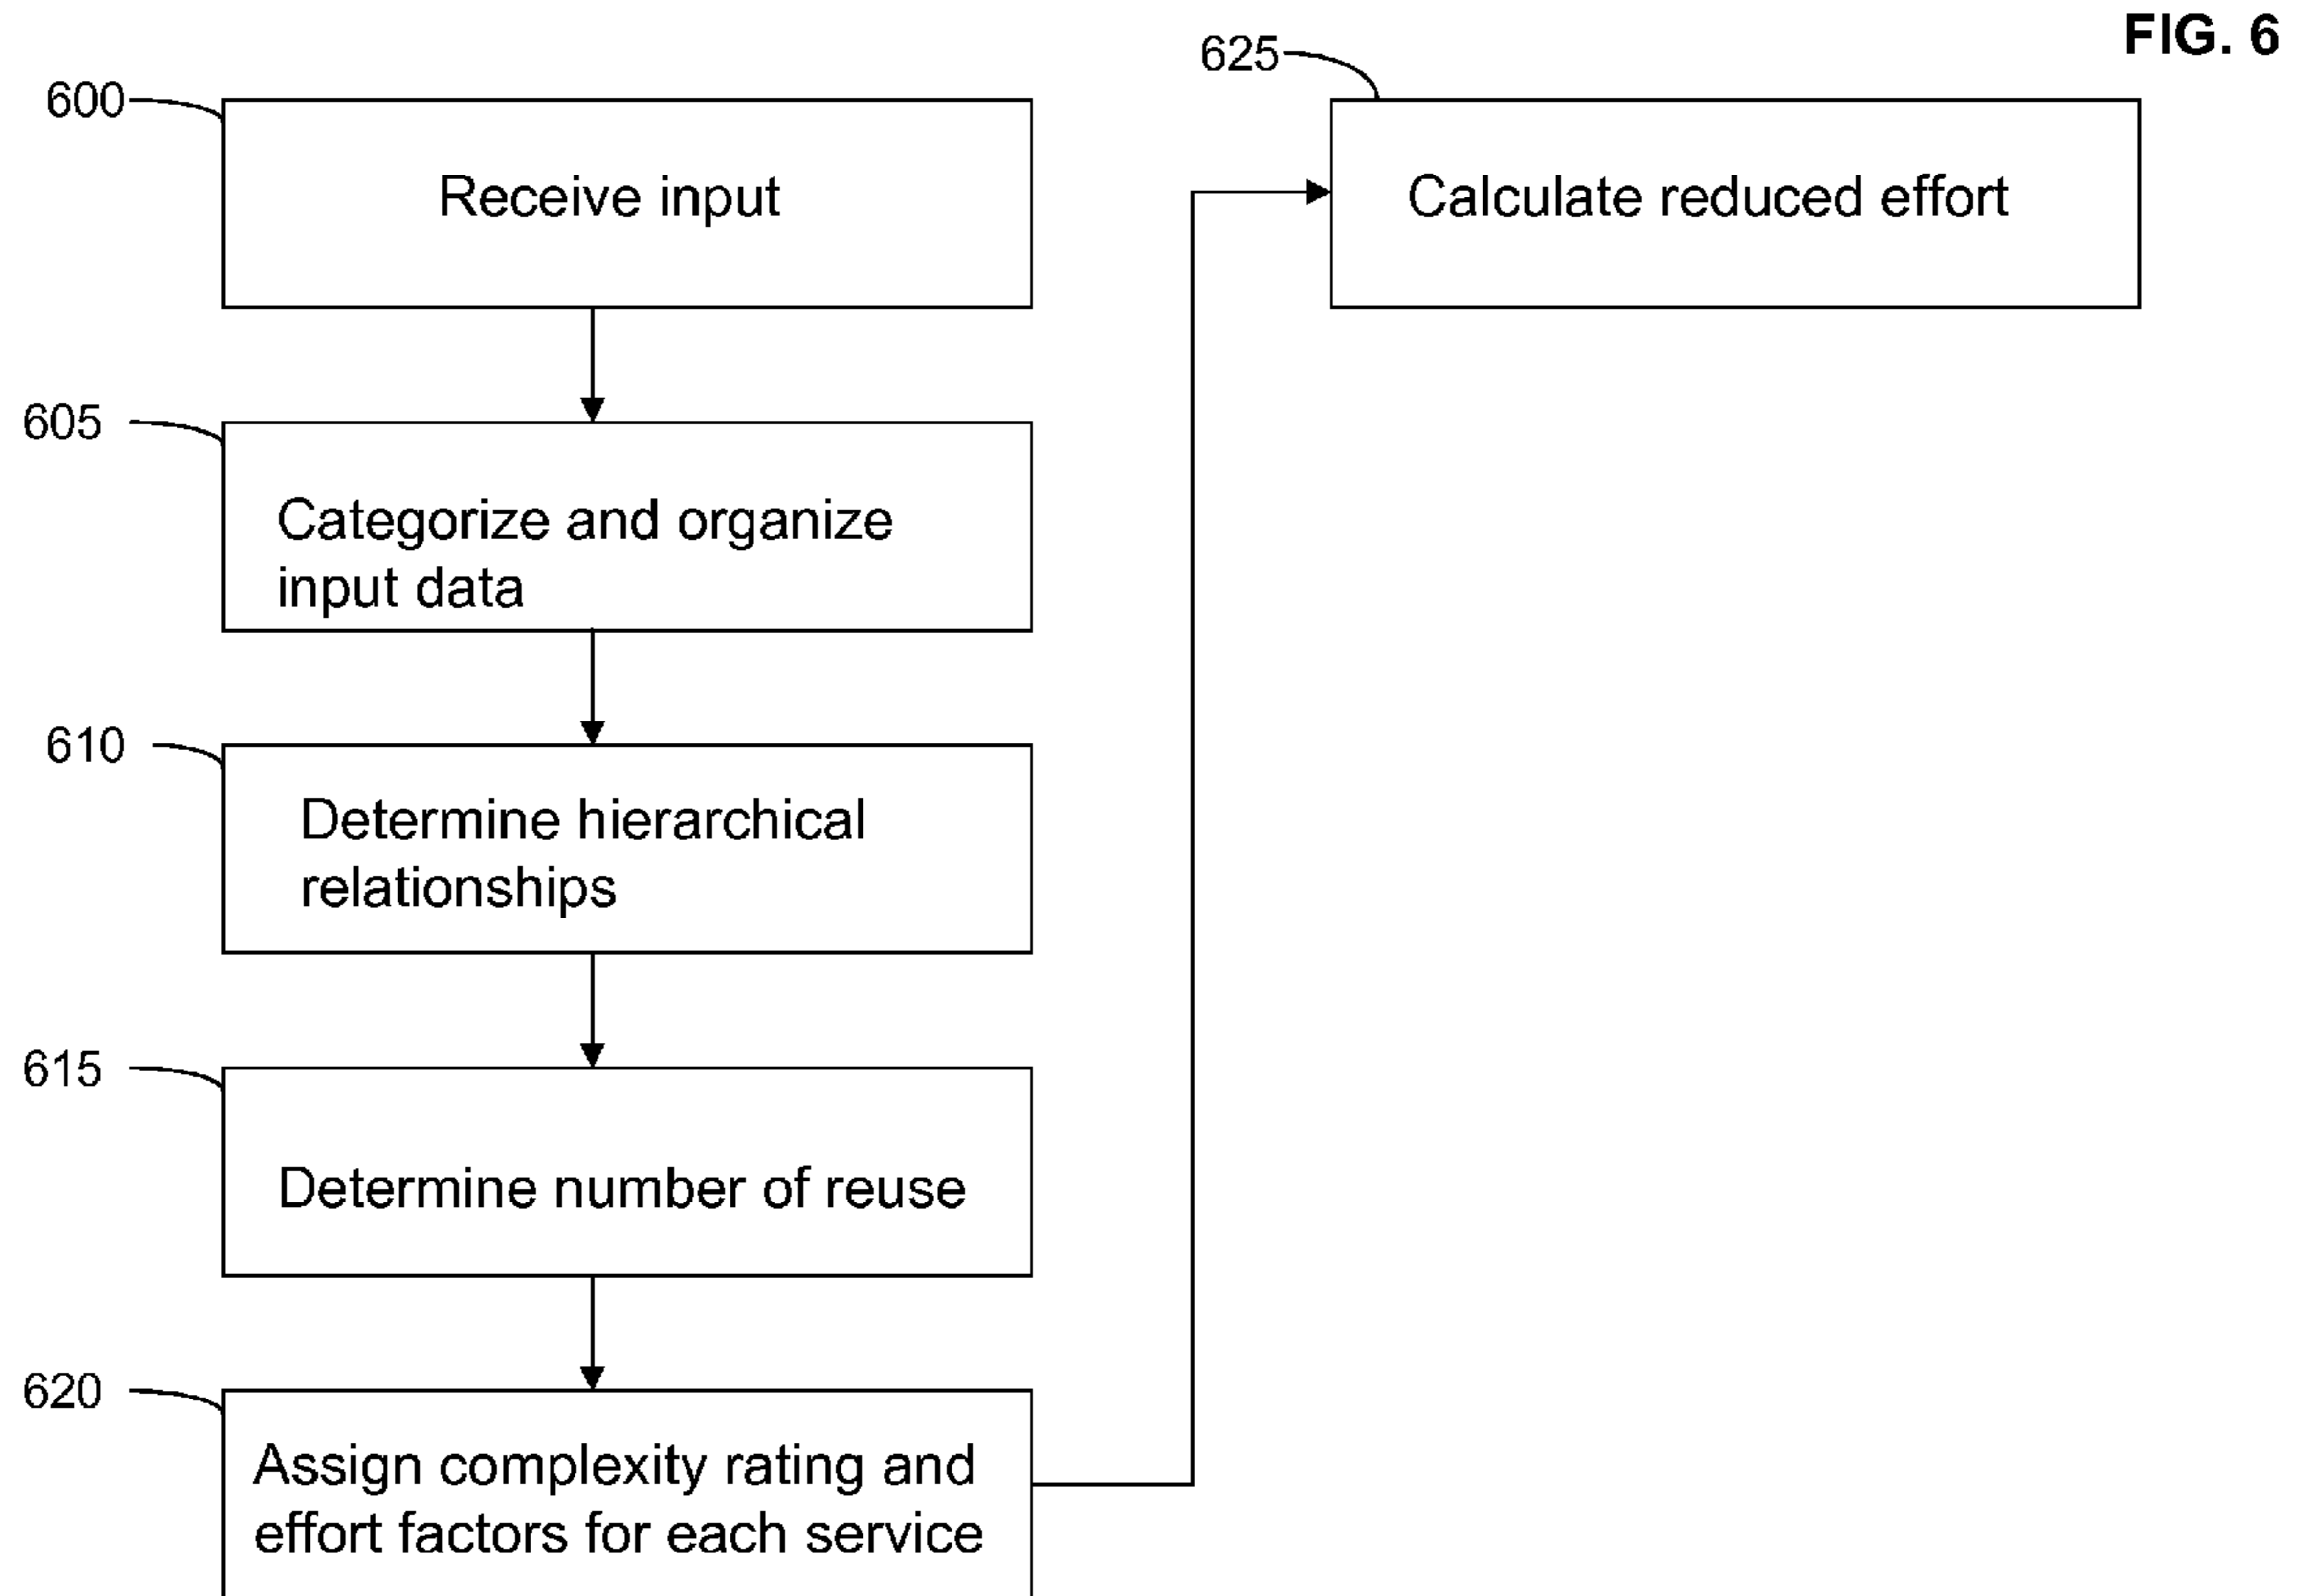 FIG. 6
600
Receive input
605
Categorize and organize
input data
610
Determine hierarchical
relationships
615
Determine number of reuse
620
Assign complexity rating and
effort factors for each service
625
Calculate reduced effort